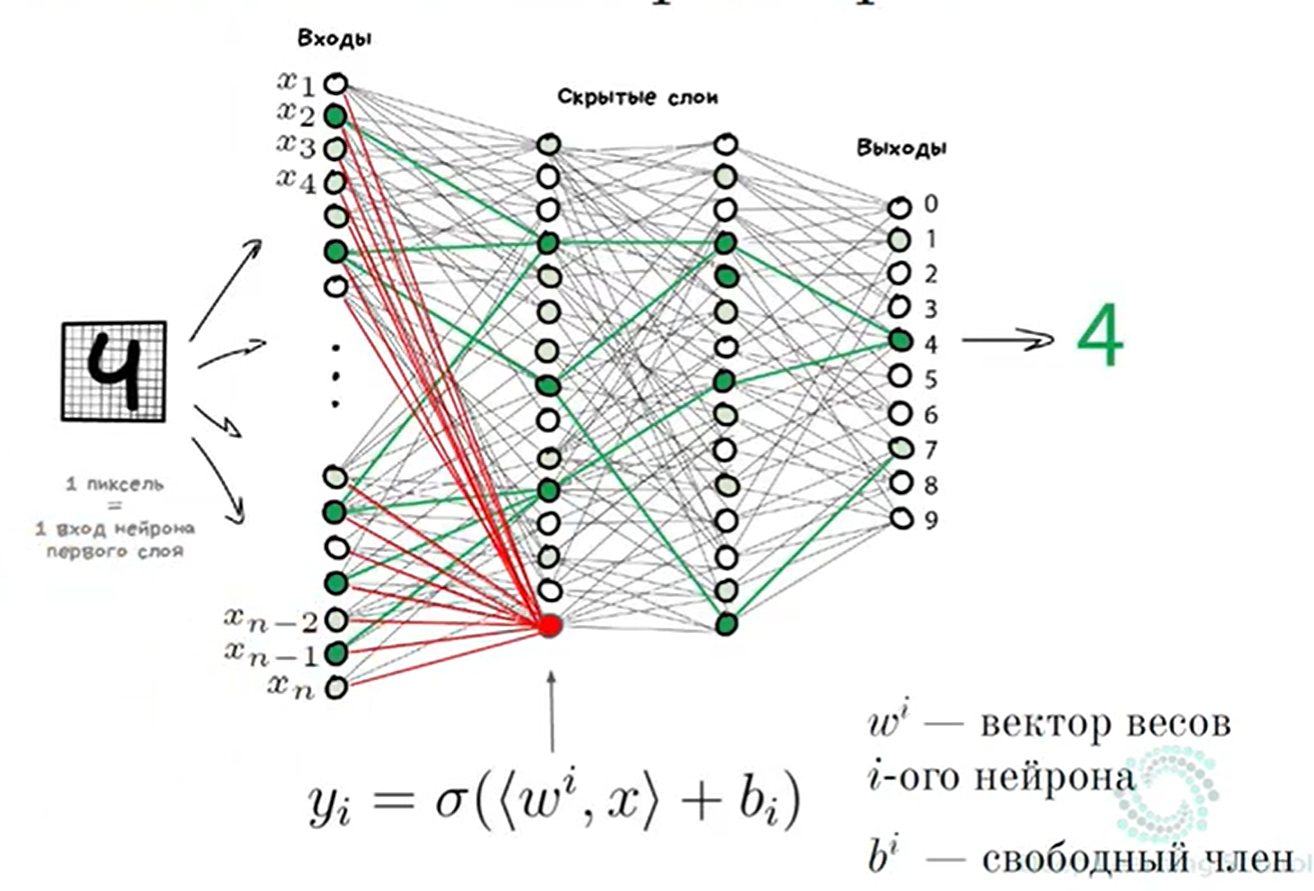 Входы
x₁
x₂
x₃
x₄
Скрытые слои
Выходы
0
1
2
3
4
5
6
7
8
9
4
4
1 пиксель
=
1 вход нейрона
первого слоя
xₙ₋₂
xₙ₋₁
xₙ
yᵢ = σ(⟨wⁱ, x⟩ + bᵢ)
wⁱ — вектор весов
i-ого нейрона
bⁱ — свободный член